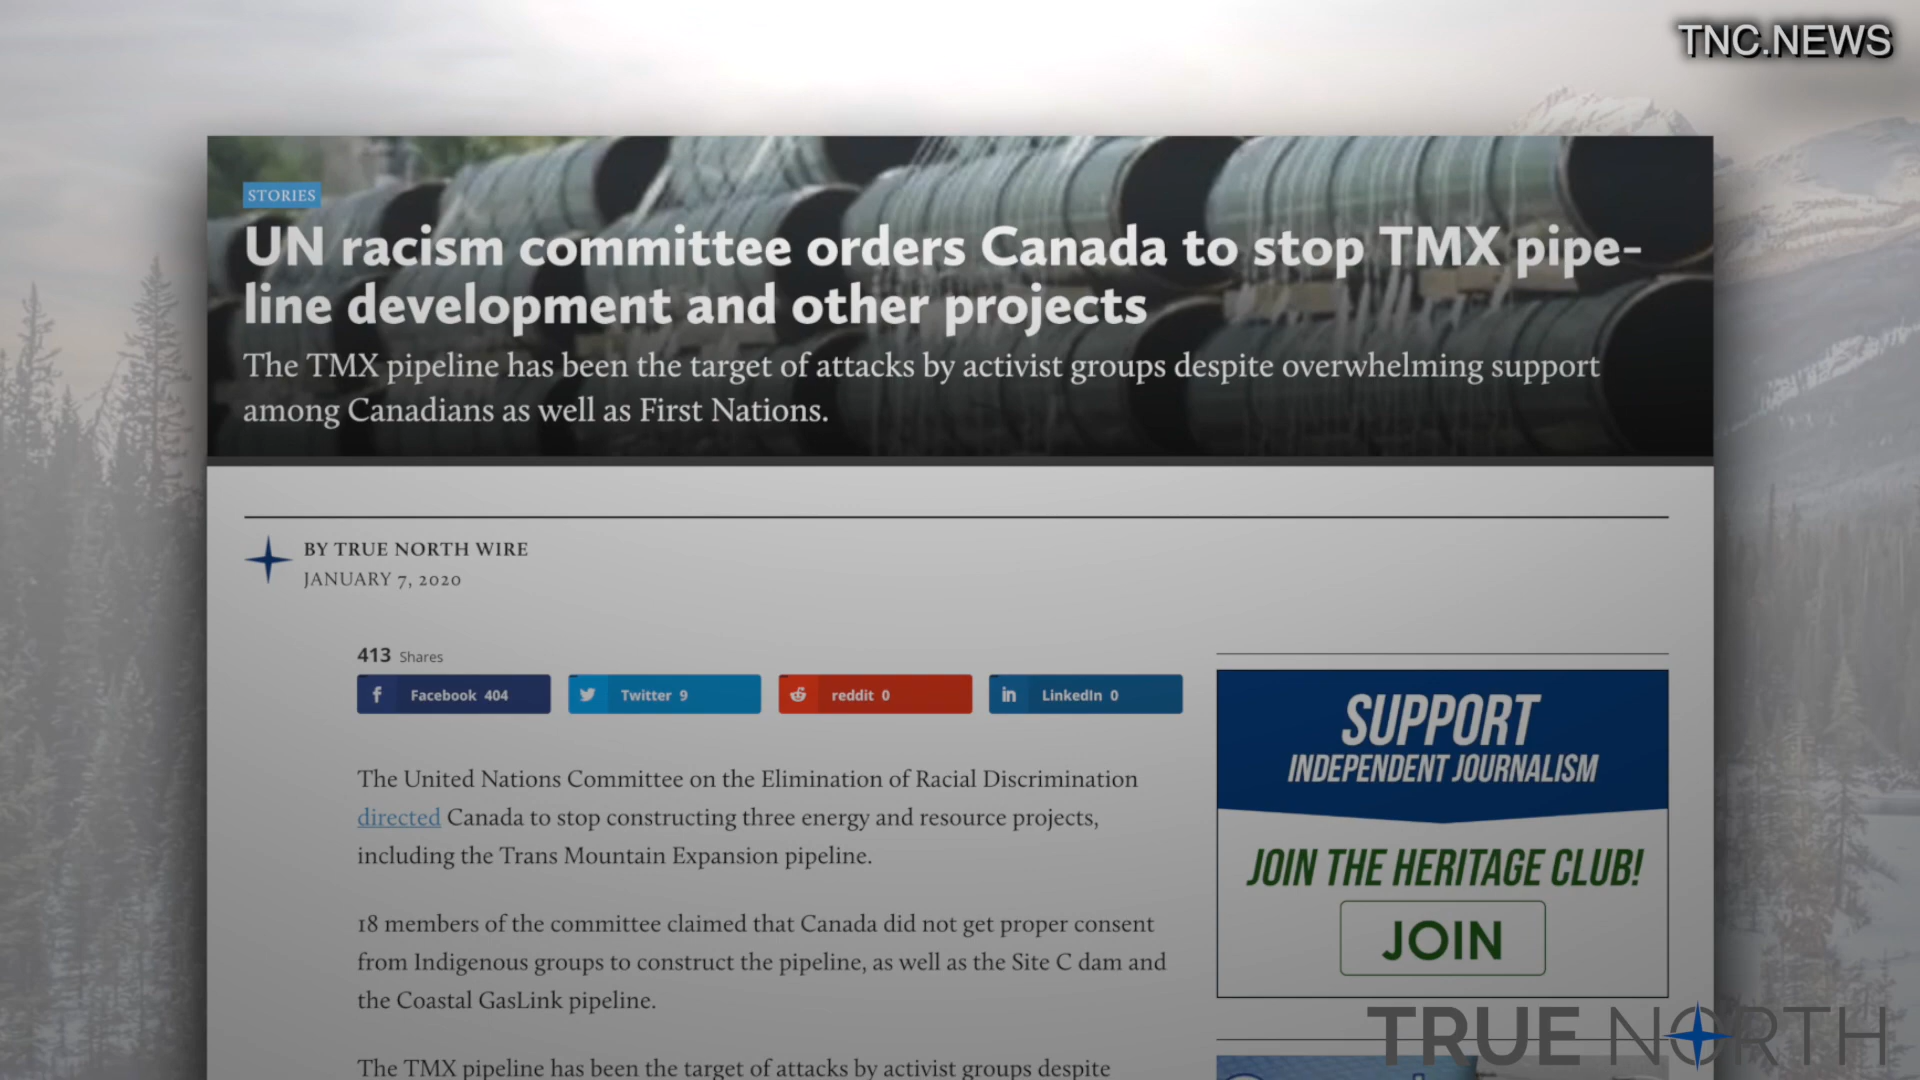 TNC.NEWS
STORIES
UN racism committee orders Canada to stop TMX pipe-
line development and other projects
The TMX pipeline has been the target of attacks by activist groups despite overwhelming support
among Canadians as well as First Nations.
BY TRUE NORTH WIRE
JANUARY 7, 2020
413 Shares
Facebook 404
Twitter 9
reddit 0
LinkedIn 0
The United Nations Committee on the Elimination of Racial Discrimination
directed Canada to stop constructing three energy and resource projects,
including the Trans Mountain Expansion pipeline.
18 members of the committee claimed that Canada did not get proper consent
from Indigenous groups to construct the pipeline, as well as the Site C dam and
the Coastal GasLink pipeline.
The TMX pipeline has been the target of attacks by activist groups despite
SUPPORT
INDEPENDENT JOURNALISM
JOIN THE HERITAGE CLUB!
JOIN
TRUE NORTH